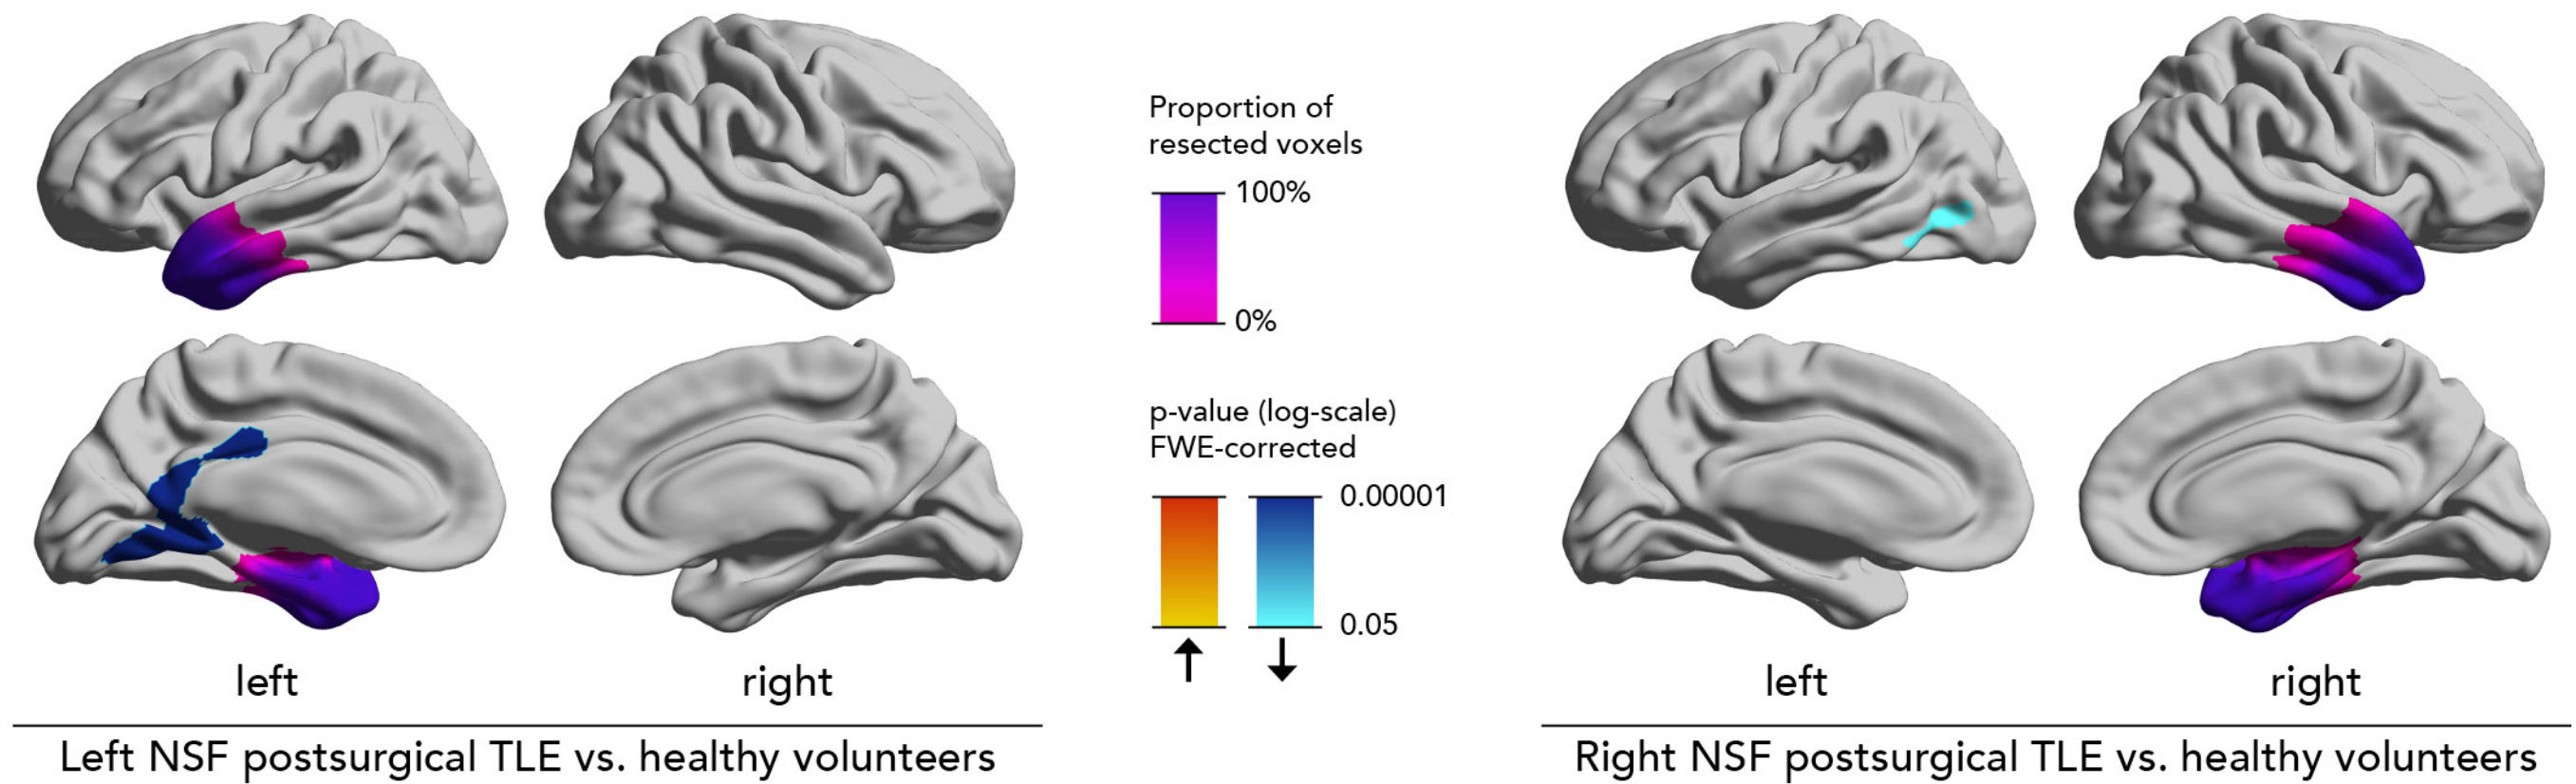 Proportion of
resected voxels
100%
0%
p-value (log-scale)
FWE-corrected
0.00001
0.05
left
right
left
right
Left NSF postsurgical TLE vs. healthy volunteers
Right NSF postsurgical TLE vs. healthy volunteers